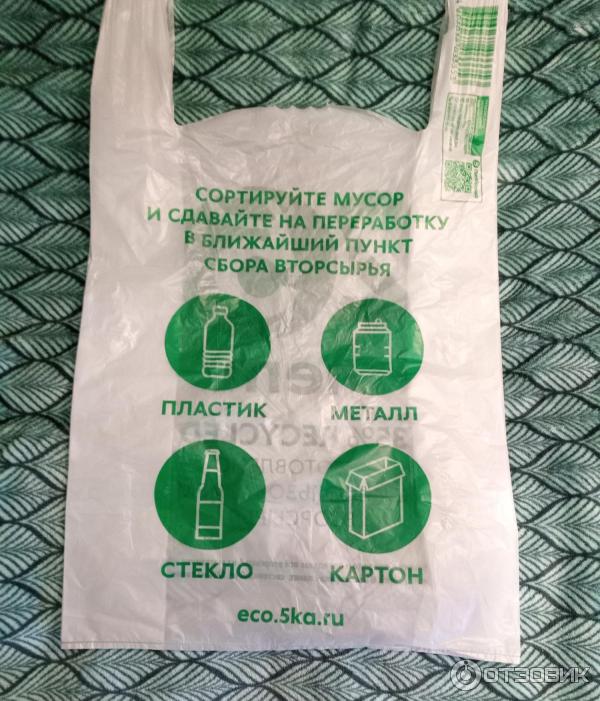 СОРТИРУЙТЕ МУСОР
И СДАВАЙТЕ НА ПЕРЕРАБОТКУ
В БЛИЖАЙШИЙ ПУНКТ
СБОРА ВТОРСЫРЬЯ
ПЛАСТИК
МЕТАЛЛ
СТЕКЛО
КАРТОН
eco.5ka.ru
ОТЗОВИК